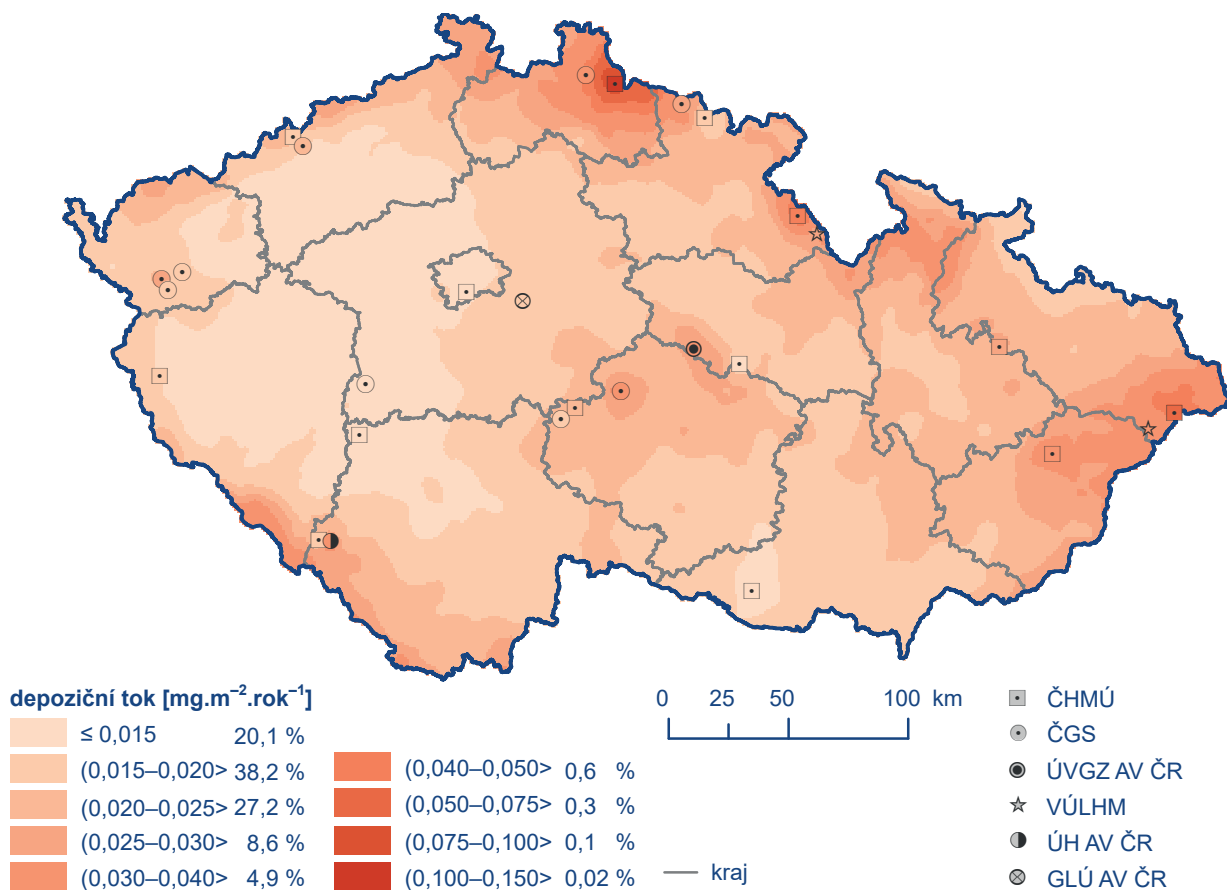 depoziční tok [mg.m⁻².rok⁻¹]
≤ 0,015 20,1 %
(0,015–0,020> 38,2 %
(0,020–0,025> 27,2 %
(0,025–0,030> 8,6 %
(0,030–0,040> 4,9 %
(0,040–0,050> 0,6 %
(0,050–0,075> 0,3 %
(0,075–0,100> 0,1 %
(0,100–0,150> 0,02 %
0 25 50 100 km
kraj
ČHMÚ
ČGS
ÚVGZ AV ČR
VÚLHM
ÚH AV ČR
GLÚ AV ČR